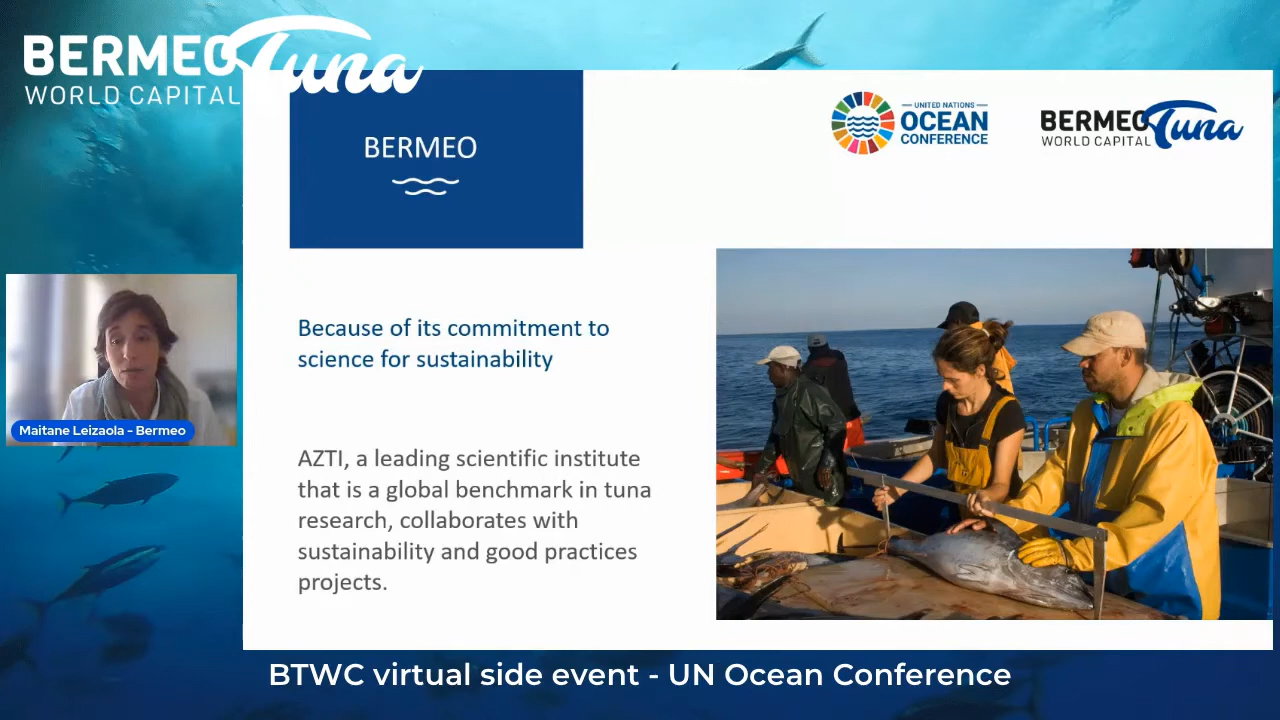 BERMEO Tuna
WORLD CAPITAL
BERMEO
UNITED NATIONS
OCEAN
CONFERENCE
BERMEO Tuna
WORLD CAPITAL
Because of its commitment to
science for sustainability
AZTI, a leading scientific institute
that is a global benchmark in tuna
research, collaborates with
sustainability and good practices
projects.
Maitane Leizaola - Bermeo
BTWC virtual side event - UN Ocean Conference